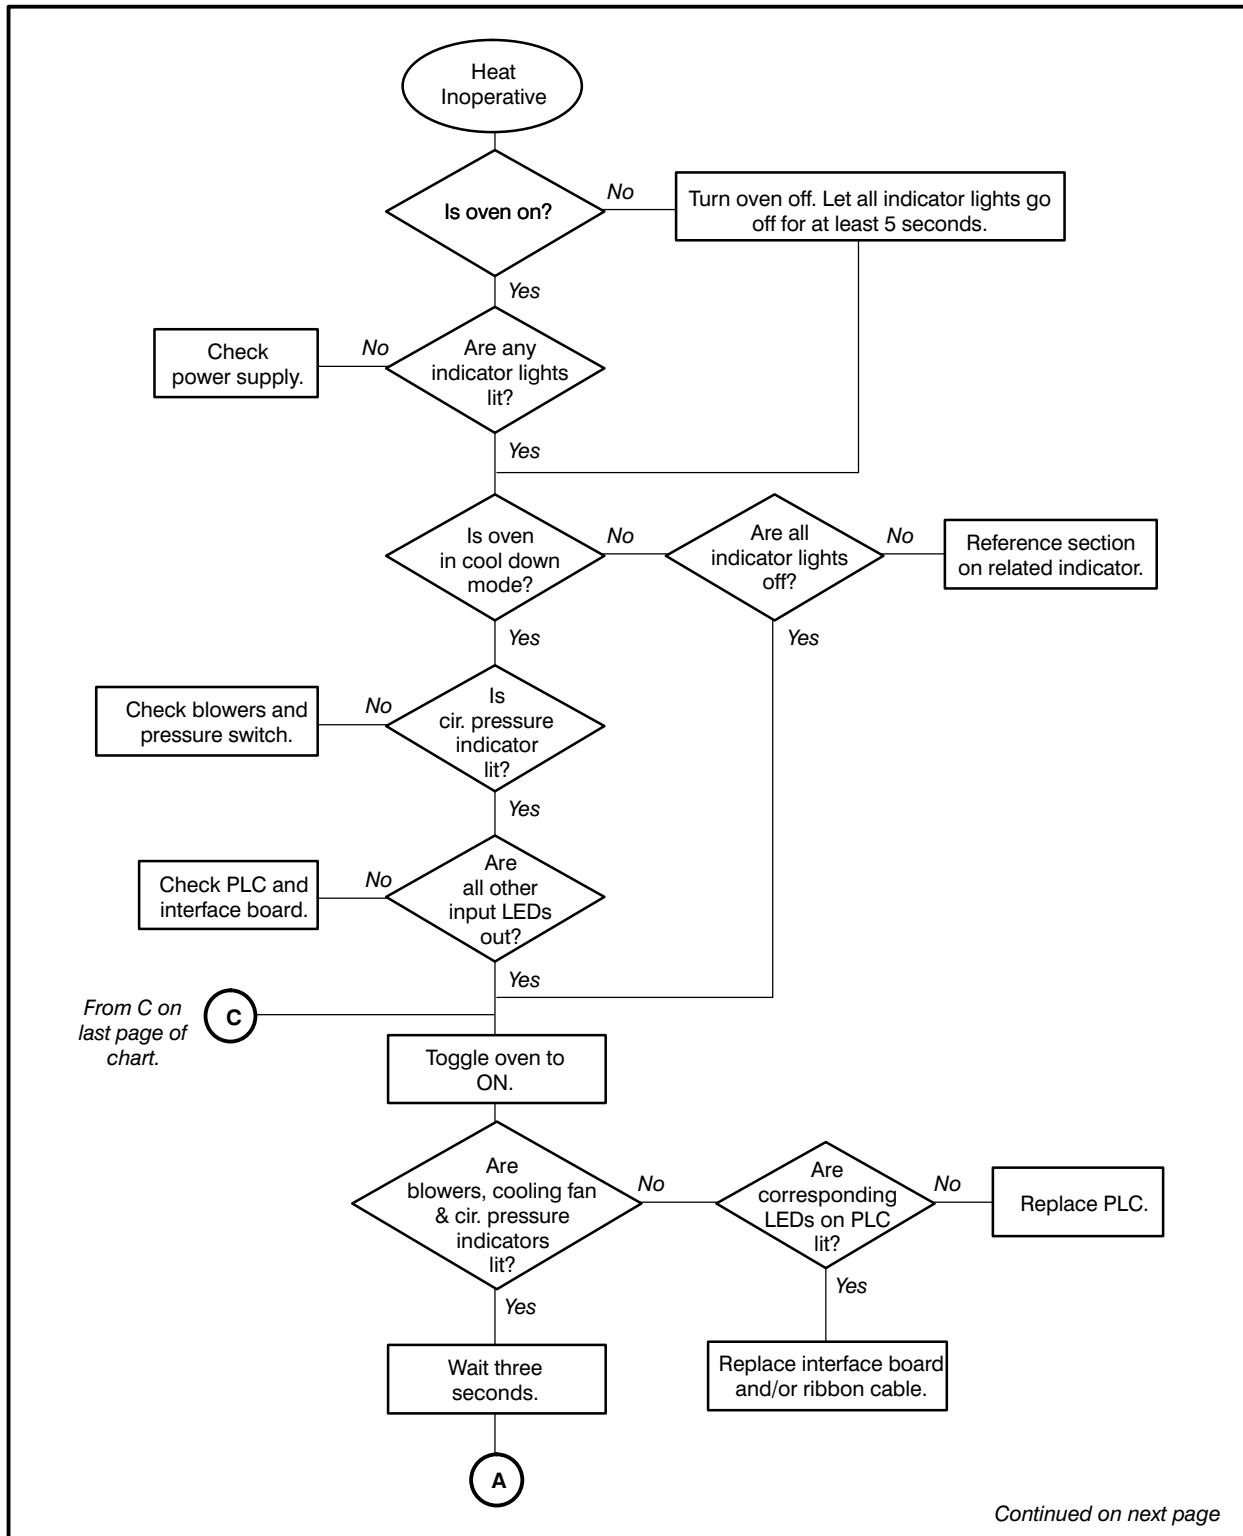 Heat
Inoperative
Is oven on?
No
Turn oven off. Let all indicator lights go
off for at least 5 seconds.
Yes
Are any
indicator lights
lit?
No
Check
power supply.
Yes
Is oven
in cool down
mode?
No
Are all
indicator lights
off?
No
Reference section
on related indicator.
Yes
Yes
Is
cir. pressure
indicator
lit?
No
Check blowers and
pressure switch.
Yes
Are
all other
input LEDs
out?
No
Check PLC and
interface board.
Yes
From C on
last page of
chart.
C
Toggle oven to
ON.
Are
blowers, cooling fan
& cir. pressure
indicators
lit?
No
Are
corresponding
LEDs on PLC
lit?
No
Replace PLC.
Yes
Yes
Wait three
seconds.
Replace interface board
and/or ribbon cable.
A
Continued on next page